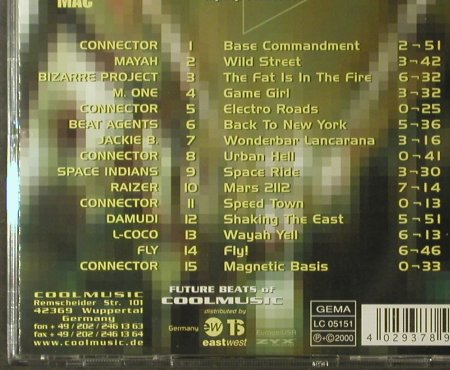 MAC
CONNECTOR 1 Base Commandment 2-51
MAYAH 2 Wild Street 3-42
BIZARRE PROJECT 3 The Fat Is In The Fire 6-32
M. ONE 4 Game Girl 3-32
CONNECTOR 5 Electro Roads 0-25
BEAT AGENTS 6 Back To New York 5-36
JACKIE B. 7 Wonderbar Lancarana 3-16
CONNECTOR 8 Urban Hell 0-41
SPACE INDIANS 9 Space Ride 3-30
RAIZER 10 Mars 2112 7-14
CONNECTOR 11 Speed Town 0-13
DAMUDI 12 Shaking The East 5-51
L-COCO 13 Wayah Yell 6-13
FLY 14 Fly! 6-46
CONNECTOR 15 Magnetic Basis 0-33
COOLMUSIC
Remscheider Str. 101
42369 Wuppertal
Germany
fon +49/202/246 13 63
fax +49/202/246 13 64
www.coolmusic.de
FUTURE BEATS of
COOLMUSIC
distributed by
Germany ew
eastwest
Europe/USA
ZYX
GEMA
LC 05151
℗+©2000
4 029378 9